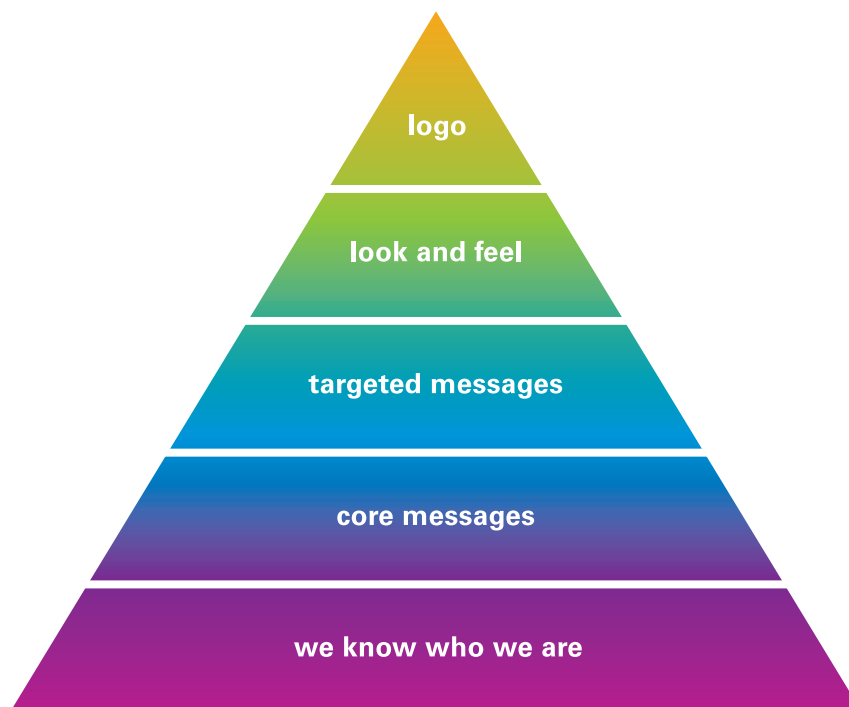 logo
look and feel
targeted messages
core messages
we know who we are